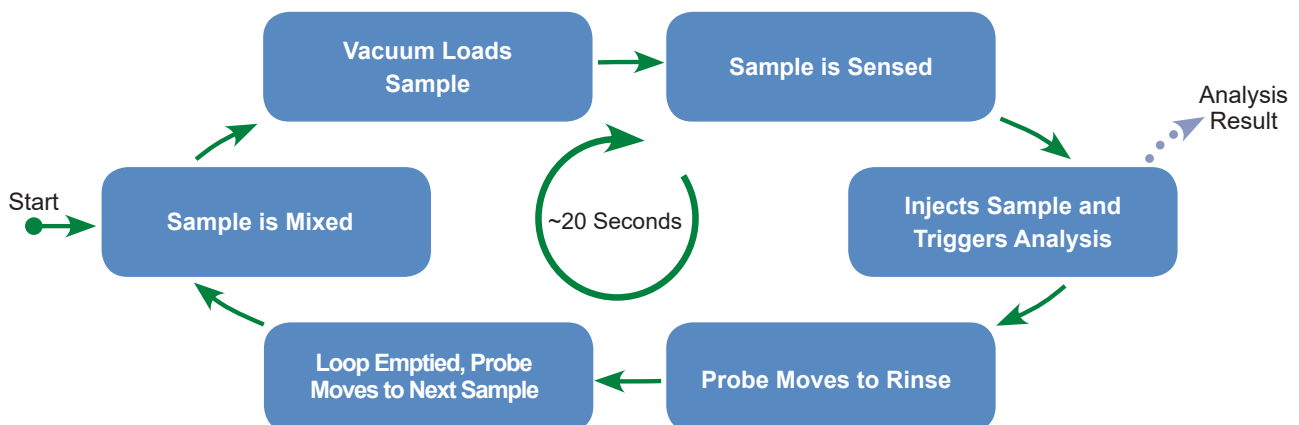 Start
Sample is Mixed
Vacuum Loads
Sample
Sample is Sensed
Injects Sample and
Triggers Analysis
Analysis
Result
Probe Moves to Rinse
Loop Emptied, Probe
Moves to Next Sample
~20 Seconds